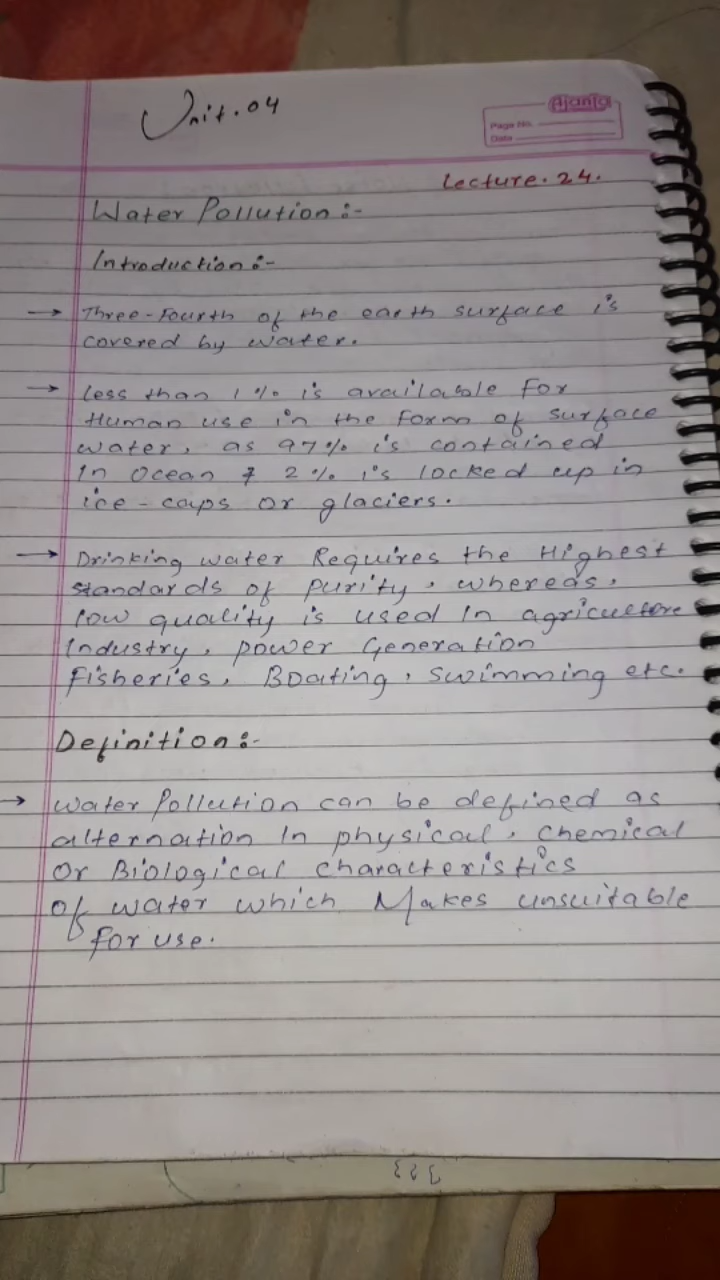 Unit. 04
Ajanta
Page No.
Date
Lecture. 24.
Water Pollution :-
Introduction :-
→ Three-Fourth of the earth surface is
covered by water.
→ Less than 1% is available for
Human use in the form of surface
water, as 97% is contained
in ocean & 2% is locked up in
ice-caps or glaciers.
→ Drinking water Requires the Highest
standards of purity, whereas,
low quality is used in agriculture
Industry, power Generation
Fisheries, Boating, swimming etc.
Definition :-
→ Water Pollution can be defined as
alternation in physical, chemical
or Biological characteristics
of water which Makes unsuitable
for use.
323